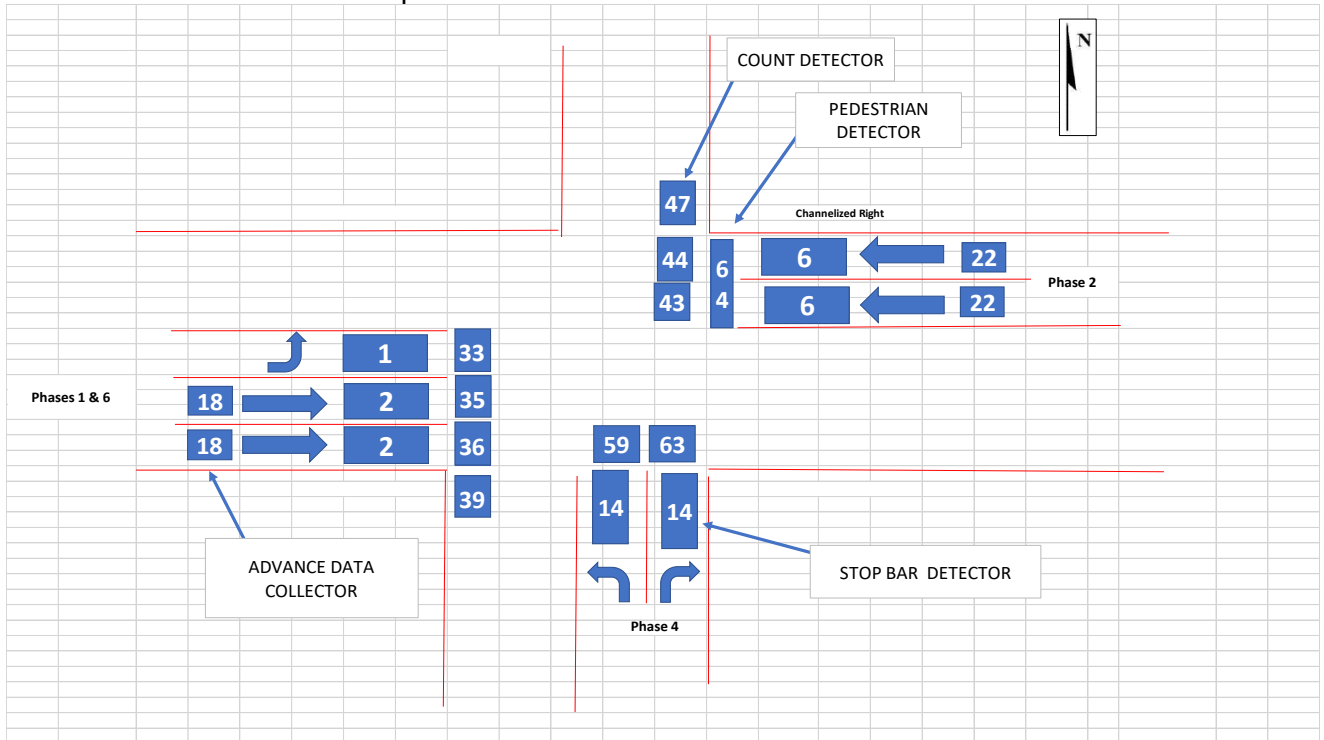 COUNT DETECTOR
N
PEDESTRIAN
DETECTOR
47
Channelized Right
44
6
4
6
22
43
6
22
Phase 2
1
33
Phases 1 & 6
18
2
35
18
2
36
59
63
39
14
14
ADVANCE DATA
COLLECTOR
STOP BAR DETECTOR
Phase 4